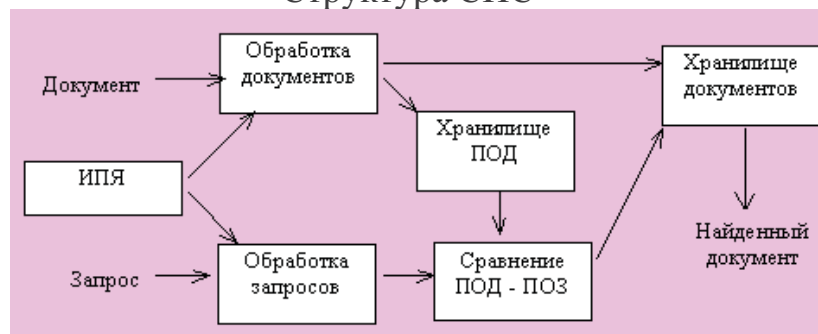 Обработка
документов
Хранилище
документов
Документ
Хранилище
ПОД
ИПЯ
Найденный
документ
Запрос
Обработка
запросов
Сравнение
ПОД - ПОЗ